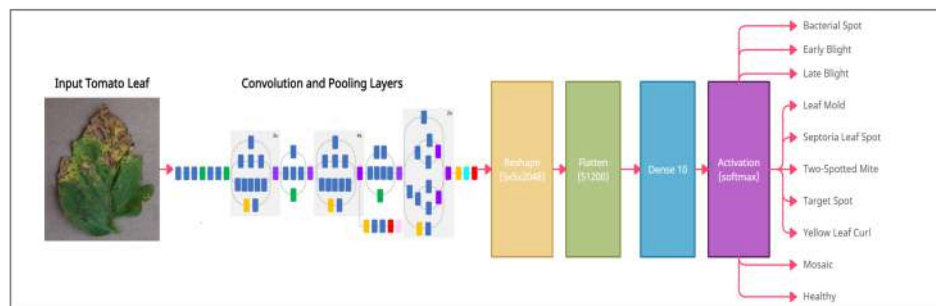 Input Tomato Leaf
Convolution and Pooling Layers
Reshape
(5x5x2048)
Flatten
(51200)
Dense 10
Activation
(softmax)
Bacterial Spot
Early Blight
Late Blight
Leaf Mold
Septoria Leaf Spot
Two-Spotted Mite
Target Spot
Yellow Leaf Curl
Mosaic
Healthy